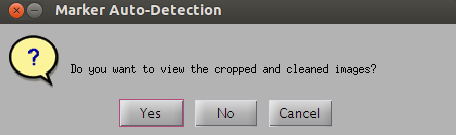 Marker Auto-Detection
?
Do you want to view the cropped and cleaned images?
Yes No Cancel